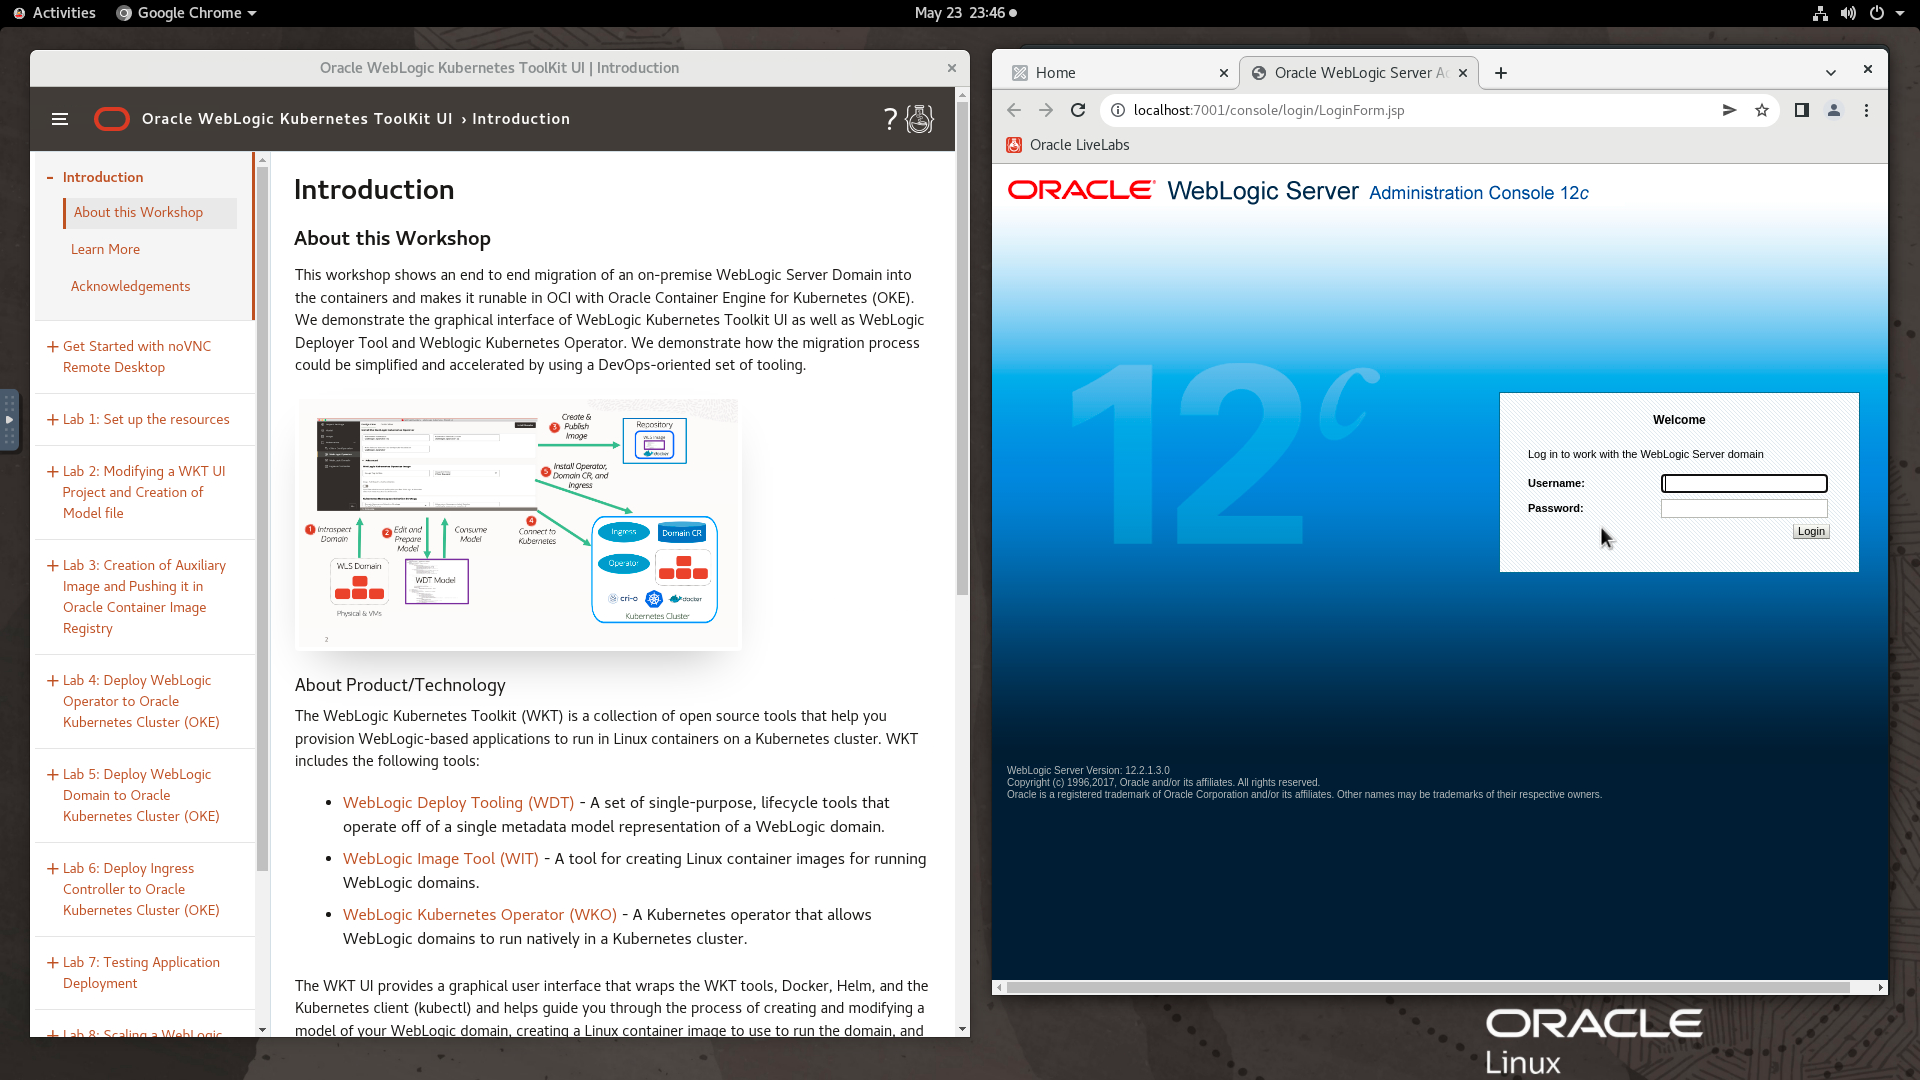 Activities
Google Chrome
May 23 23:46
Oracle WebLogic Kubernetes ToolKit UI | Introduction
Oracle WebLogic Kubernetes ToolKit UI › Introduction
- Introduction
About this Workshop
Learn More
Acknowledgements
+ Get Started with noVNC
Remote Desktop
+ Lab 1: Set up the resources
+ Lab 2: Modifying a WKT UI
Project and Creation of
Model file
+ Lab 3: Creation of Auxiliary
Image and Pushing it in
Oracle Container Image
Registry
+ Lab 4: Deploy WebLogic
Operator to Oracle
Kubernetes Cluster (OKE)
+ Lab 5: Deploy WebLogic
Domain to Oracle
Kubernetes Cluster (OKE)
+ Lab 6: Deploy Ingress
Controller to Oracle
Kubernetes Cluster (OKE)
+ Lab 7: Testing Application
Deployment
+ Lab 8: Scaling a WebLogic
Introduction
About this Workshop
This workshop shows an end to end migration of an on-premise WebLogic Server Domain into
the containers and makes it runable in OCI with Oracle Container Engine for Kubernetes (OKE).
We demonstrate the graphical interface of WebLogic Kubernetes Toolkit UI as well as WebLogic
Deployer Tool and Weblogic Kubernetes Operator. We demonstrate how the migration process
could be simplified and accelerated by using a DevOps-oriented set of tooling.
3 Create &
Publish
Image
Repository
WLS Image
docker
5 Install Operator,
Domain CR, and
Ingress
1 Introspect
Domain
2 Edit and
Prepare
Model
Consume
Model
4
Connect to
Kubernetes
Ingress
Domain CR
Operator
WLS Domain
WDT Model
Physical & VMs
cri-o
docker
Kubernetes Cluster
2
About Product/Technology
The WebLogic Kubernetes Toolkit (WKT) is a collection of open source tools that help you
provision WebLogic-based applications to run in Linux containers on a Kubernetes cluster. WKT
includes the following tools:
• WebLogic Deploy Tooling (WDT) - A set of single-purpose, lifecycle tools that
operate off of a single metadata model representation of a WebLogic domain.
• WebLogic Image Tool (WIT) - A tool for creating Linux container images for running
WebLogic domains.
• WebLogic Kubernetes Operator (WKO) - A Kubernetes operator that allows
WebLogic domains to run natively in a Kubernetes cluster.
The WKT UI provides a graphical user interface that wraps the WKT tools, Docker, Helm, and the
Kubernetes client (kubectl) and helps guide you through the process of creating and modifying a
model of your WebLogic domain, creating a Linux container image to use to run the domain, and
Home
Oracle WebLogic Server Ac
localhost:7001/console/login/LoginForm.jsp
Oracle LiveLabs
ORACLE WebLogic Server Administration Console 12c
12c
Welcome
Log in to work with the WebLogic Server domain
Username:
Password:
Login
WebLogic Server Version: 12.2.1.3.0
Copyright (c) 1996,2017, Oracle and/or its affiliates. All rights reserved.
Oracle is a registered trademark of Oracle Corporation and/or its affiliates. Other names may be trademarks of their respective owners.
ORACLE
Linux